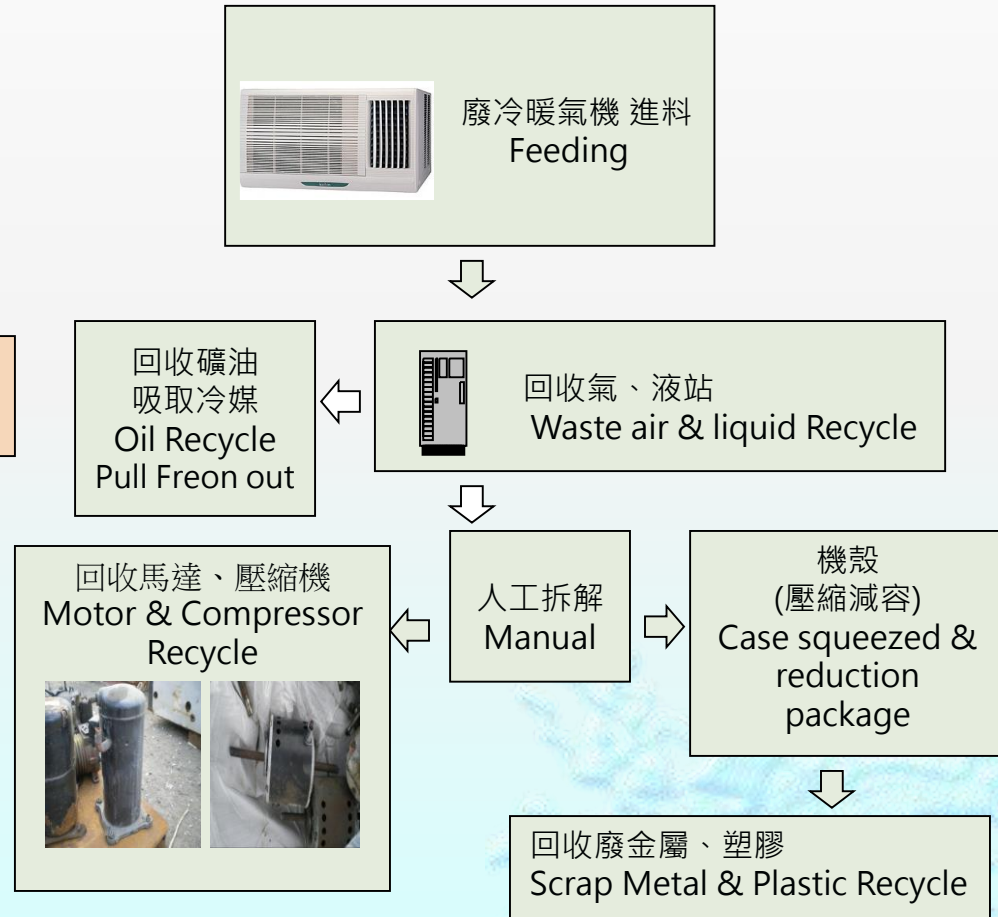 廢冷暖氣機 進料
Feeding
回收礦油
吸取冷媒
Oil Recycle
Pull Freon out
回收氣、液站
Waste air & liquid Recycle
回收馬達、壓縮機
Motor & Compressor
Recycle
人工拆解
Manual
機殼
(壓縮減容)
Case squeezed &
reduction
package
回收廢金屬、塑膠
Scrap Metal & Plastic Recycle